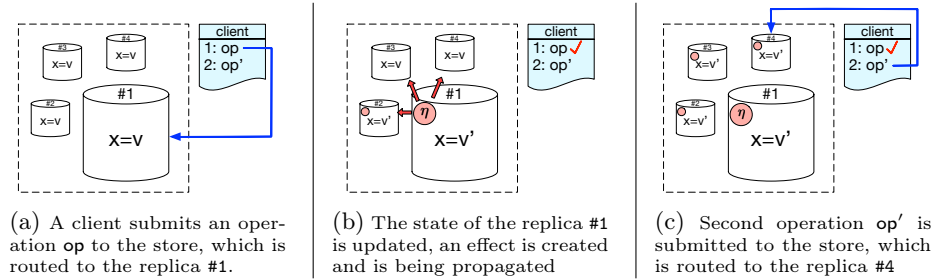 client
1: op
2: op'
#3
x=v
#4
x=v
#2
x=v
#1
x=v
(a) A client submits an oper-
ation op to the store, which is
routed to the replica #1.
client
1: op
2: op'
#3
x=v
#4
x=v
#2
x=v'
η
#1
x=v'
(b) The state of the replica #1
is updated, an effect is created
and is being propagated
client
1: op
2: op'
#3
x=v'
#4
x=v'
#2
x=v'
η
#1
x=v'
(c) Second operation op′ is
submitted to the store, which
is routed to the replica #4